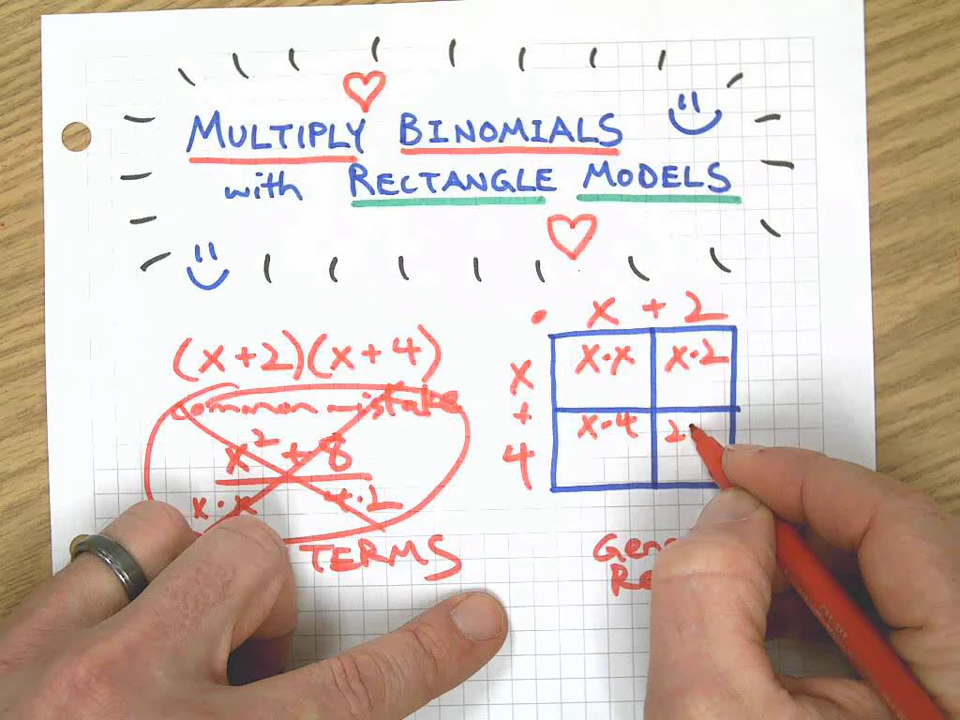 MULTIPLY BINOMIALS
with RECTANGLE MODELS
(x+2)(x+4)
common mistake
x² + 8
x·x 4·2
TERMS
• x + 2
x
+
4
x·x x·2
x·4 2·